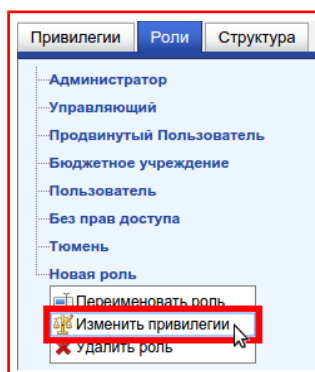 Привилегии Роли Структура
Администратор
Управляющий
Продвинутый Пользователь
Бюджетное учреждение
Пользователь
Без прав доступа
Тюмень
Новая роль
Переименовать роль
Изменить привилегии
Удалить роль